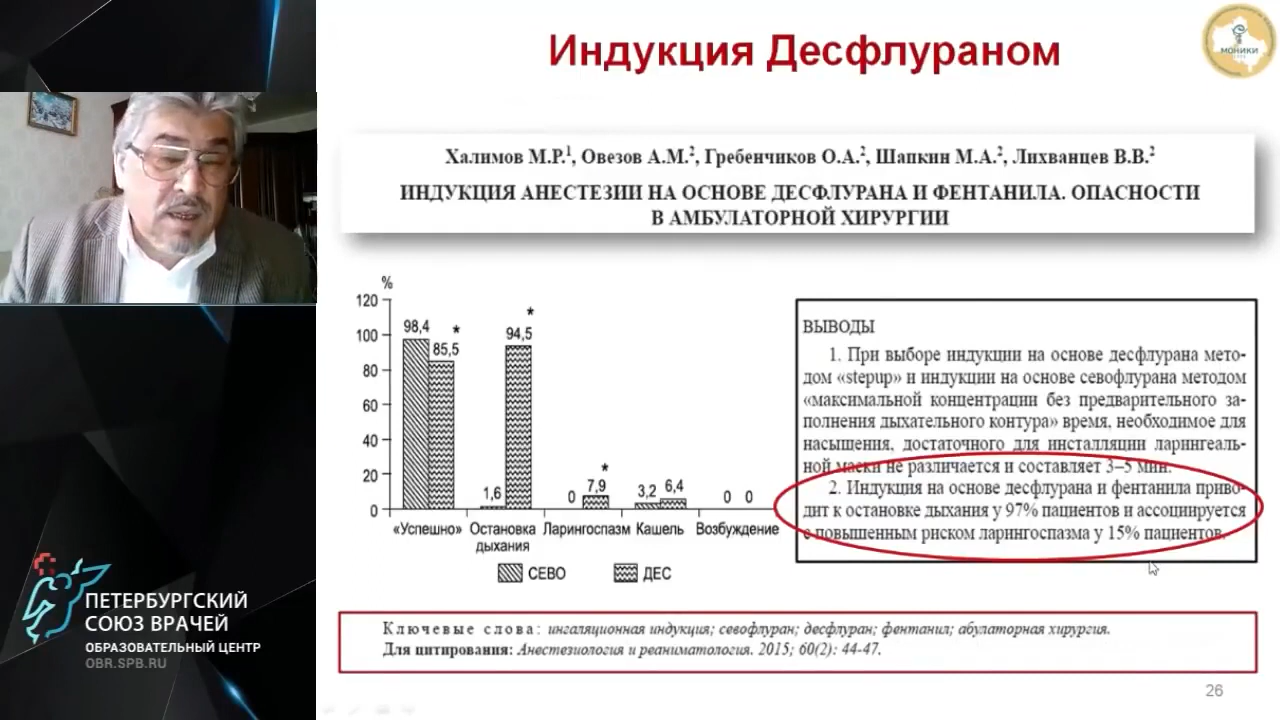 Индукция Десфлураном
МОНИКИ
Халимов М.Р.¹, Овезов А.М.², Гребенчиков О.А.², Шапкин М.А.², Лихванцев В.В.²
ИНДУКЦИЯ АНЕСТЕЗИИ НА ОСНОВЕ ДЕСФЛУРАНА И ФЕНТАНИЛА. ОПАСНОСТИ
В АМБУЛАТОРНОЙ ХИРУРГИИ
%
120
100
80
60
40
20
0
98,4
*
85,5
*
94,5
1,6
0
*
7,9
3,2
6,4
0
0
«Успешно»
Остановка
дыхания
Ларингоспазм
Кашель
Возбуждение
СЕВО
ДЕС
ВЫВОДЫ
1. При выборе индукции на основе десфлурана мето-
дом «stepup» и индукции на основе севофлурана методом
«максимальной концентрации без предварительного за-
полнения дыхательного контура» время, необходимое для
насыщения, достаточного для инсталляции ларингеаль-
ной маски не различается и составляет 3–5 мин.
2. Индукция на основе десфлурана и фентанила приво-
дит к остановке дыхания у 97% пациентов и ассоциируется
с повышенным риском ларингоспазма у 15% пациентов.
Ключевые слова: ингаляционная индукция; севофлуран; десфлуран; фентанил; абулаторная хирургия.
Для цитирования: Анестезиология и реаниматология. 2015; 60(2): 44-47.
26
ПЕТЕРБУРГСКИЙ
СОЮЗ ВРАЧЕЙ
ОБРАЗОВАТЕЛЬНЫЙ ЦЕНТР
OBR.SPB.RU